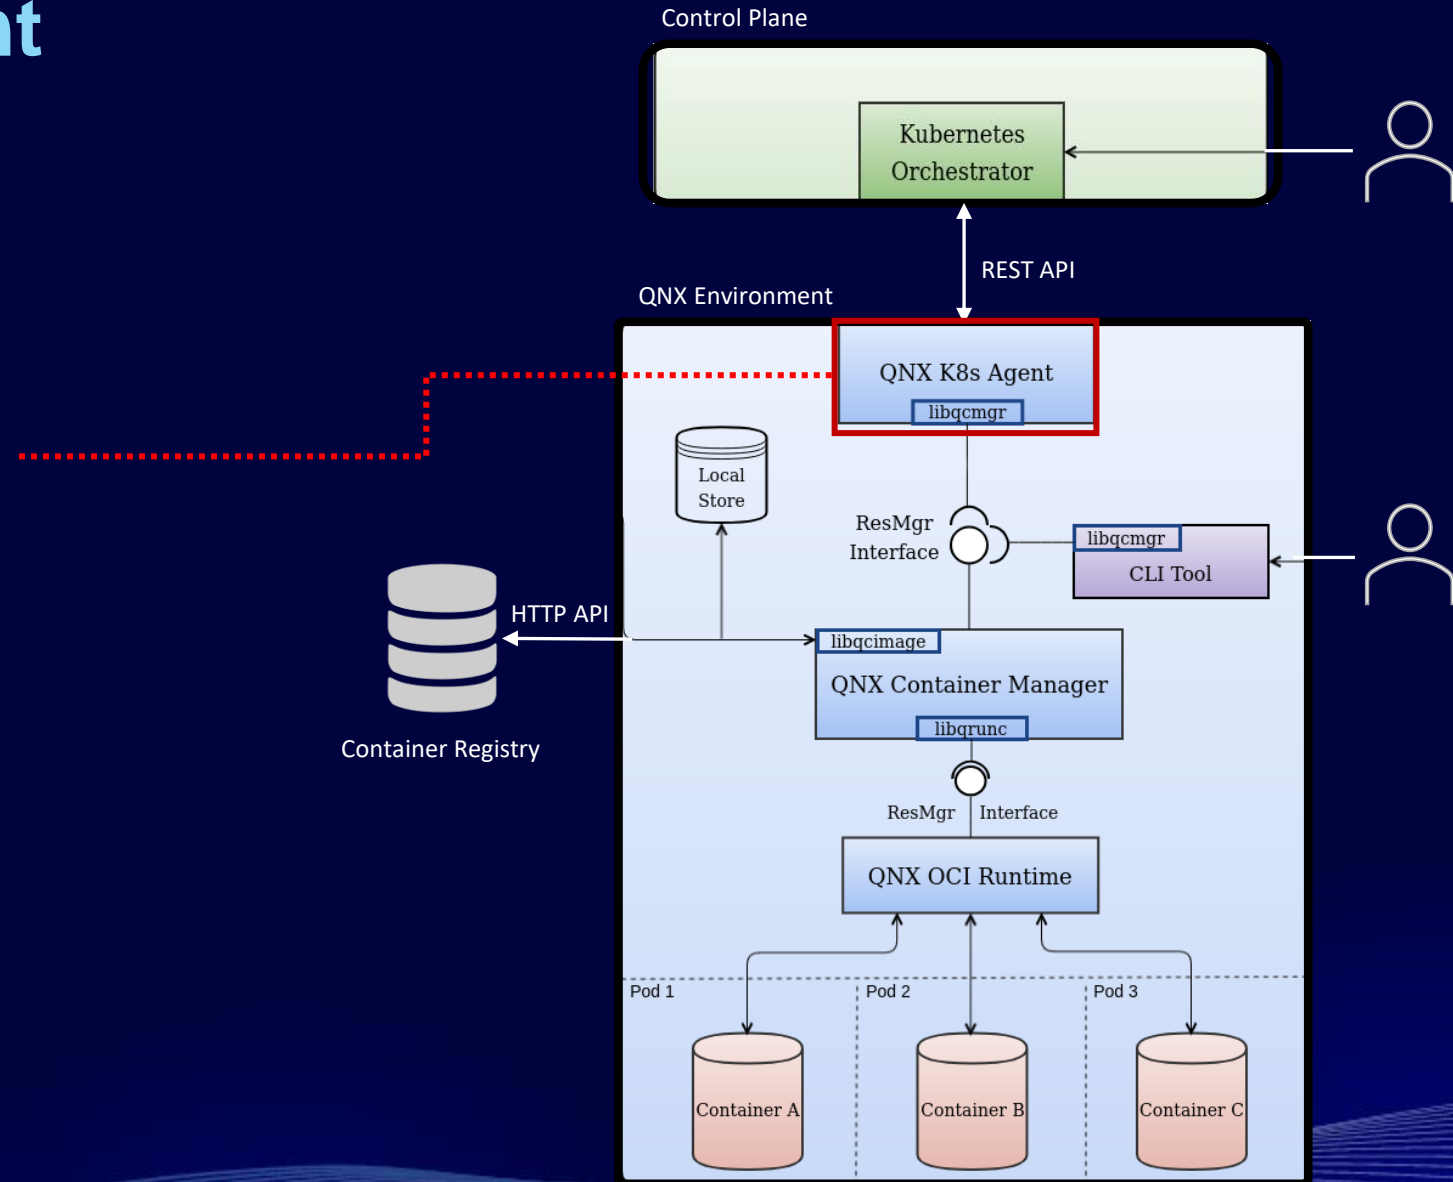 nt
Control Plane
Kubernetes
Orchestrator
REST API
QNX Environment
QNX K8s Agent
libqcmgr
Local
Store
ResMgr
Interface
libqcmgr
CLI Tool
HTTP API
libqcimage
QNX Container Manager
libqrunc
Container Registry
ResMgr Interface
QNX OCI Runtime
Pod 1
Pod 2
Pod 3
Container A
Container B
Container C